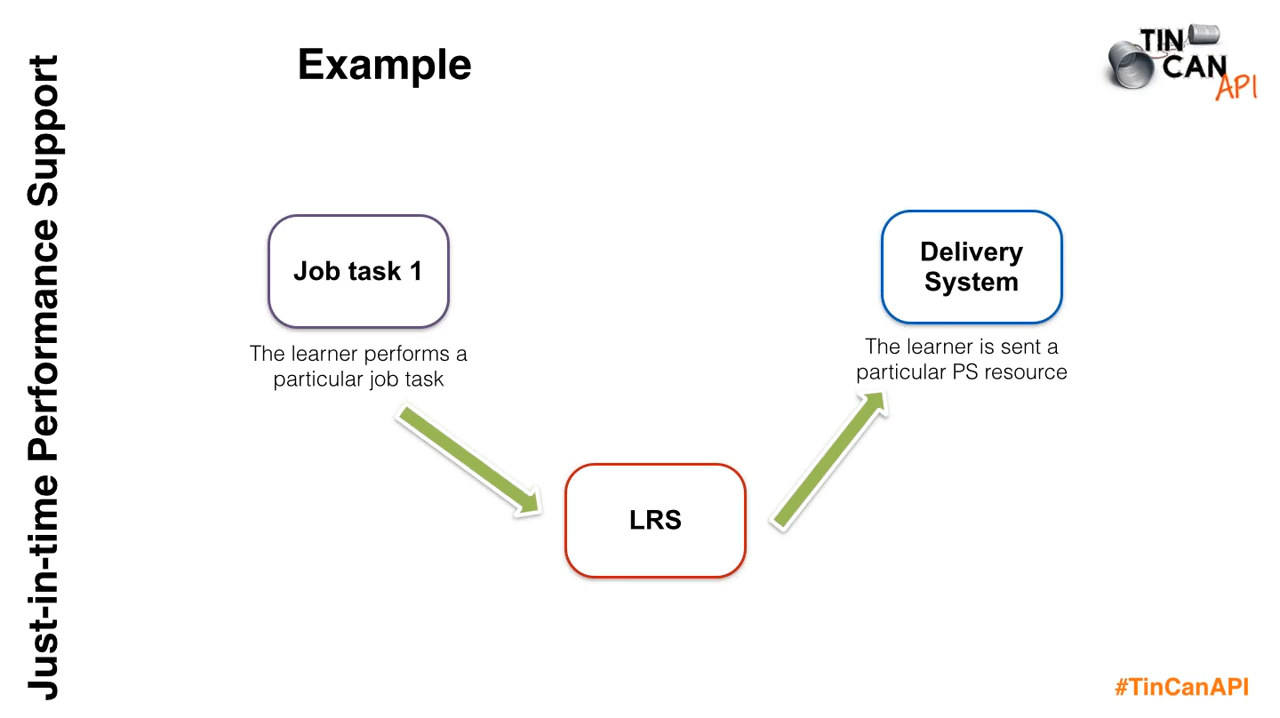 Just-in-time Performance Support
Example
TIN
CAN
API
Job task 1
The learner performs a
particular job task
Delivery
System
The learner is sent a
particular PS resource
LRS
#TinCanAPI